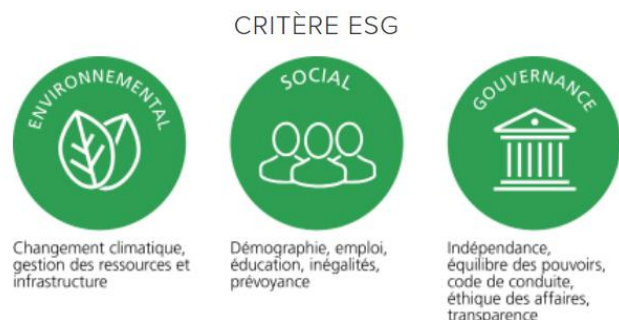 CRITÈRE ESG
ENVIRONNEMENTAL
Changement climatique,
gestion des ressources et
infrastructure
SOCIAL
Démographie, emploi,
éducation, inégalités,
prévoyance
GOUVERNANCE
Indépendance,
équilibre des pouvoirs,
code de conduite,
éthique des affaires,
transparence